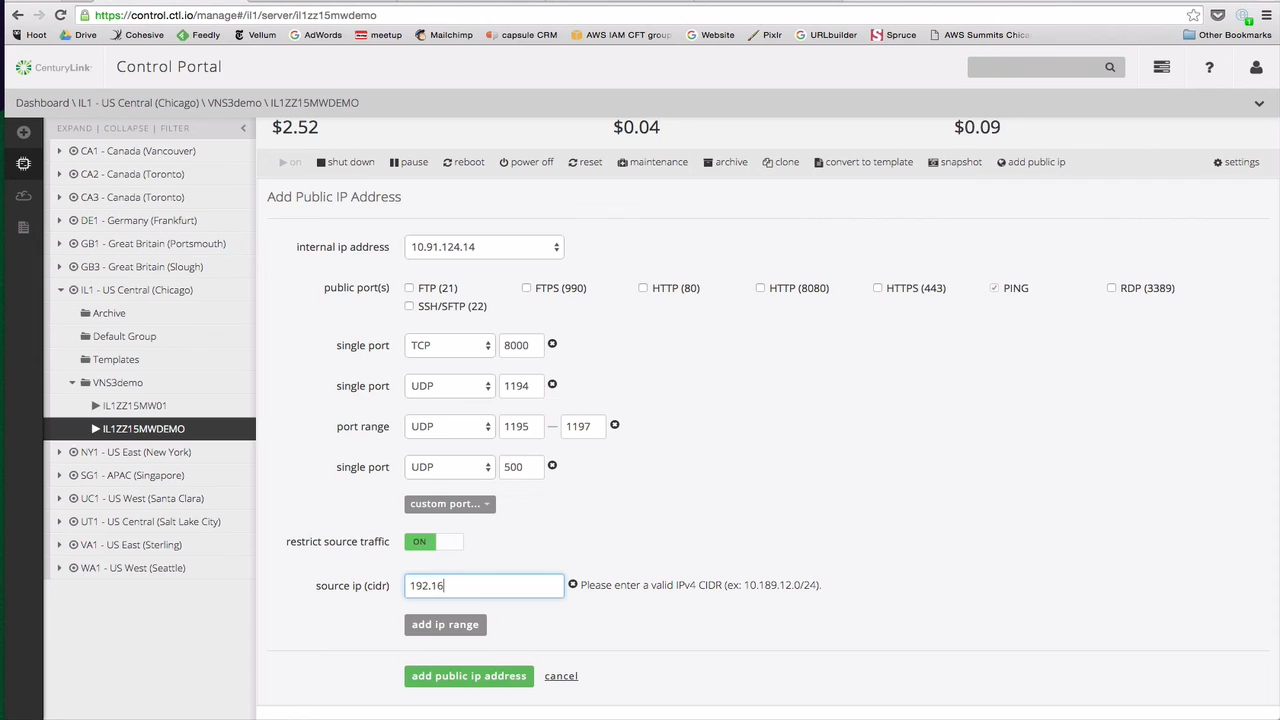 https://control.ctl.io/manage#/il1/server/il1zz15mwdemo
Hoot Drive Cohesive Feedly Vellum AdWords meetup Mailchimp capsule CRM AWS IAM CFT group Website Pixlr URLbuilder Spruce AWS Summits Chica Other Bookmarks
CenturyLink Control Portal
Dashboard \ IL1 - US Central (Chicago) \ VNS3demo \ IL1ZZ15MWDEMO
EXPAND | COLLAPSE | FILTER
CA1 - Canada (Vancouver)
CA2 - Canada (Toronto)
CA3 - Canada (Toronto)
DE1 - Germany (Frankfurt)
GB1 - Great Britain (Portsmouth)
GB3 - Great Britain (Slough)
IL1 - US Central (Chicago)
Archive
Default Group
Templates
VNS3demo
IL1ZZ15MW01
IL1ZZ15MWDEMO
NY1 - US East (New York)
SG1 - APAC (Singapore)
UC1 - US West (Santa Clara)
UT1 - US Central (Salt Lake City)
VA1 - US East (Sterling)
WA1 - US West (Seattle)
$2.52 $0.04 $0.09
on shut down pause reboot power off reset maintenance archive clone convert to template snapshot add public ip settings
Add Public IP Address
internal ip address 10.91.124.14
public port(s) FTP (21) FTPS (990) HTTP (80) HTTP (8080) HTTPS (443) PING RDP (3389)
SSH/SFTP (22)
single port TCP 8000
single port UDP 1194
port range UDP 1195 — 1197
single port UDP 500
custom port...
restrict source traffic ON
source ip (cidr) 192.16 Please enter a valid IPv4 CIDR (ex: 10.189.12.0/24).
add ip range
add public ip address cancel